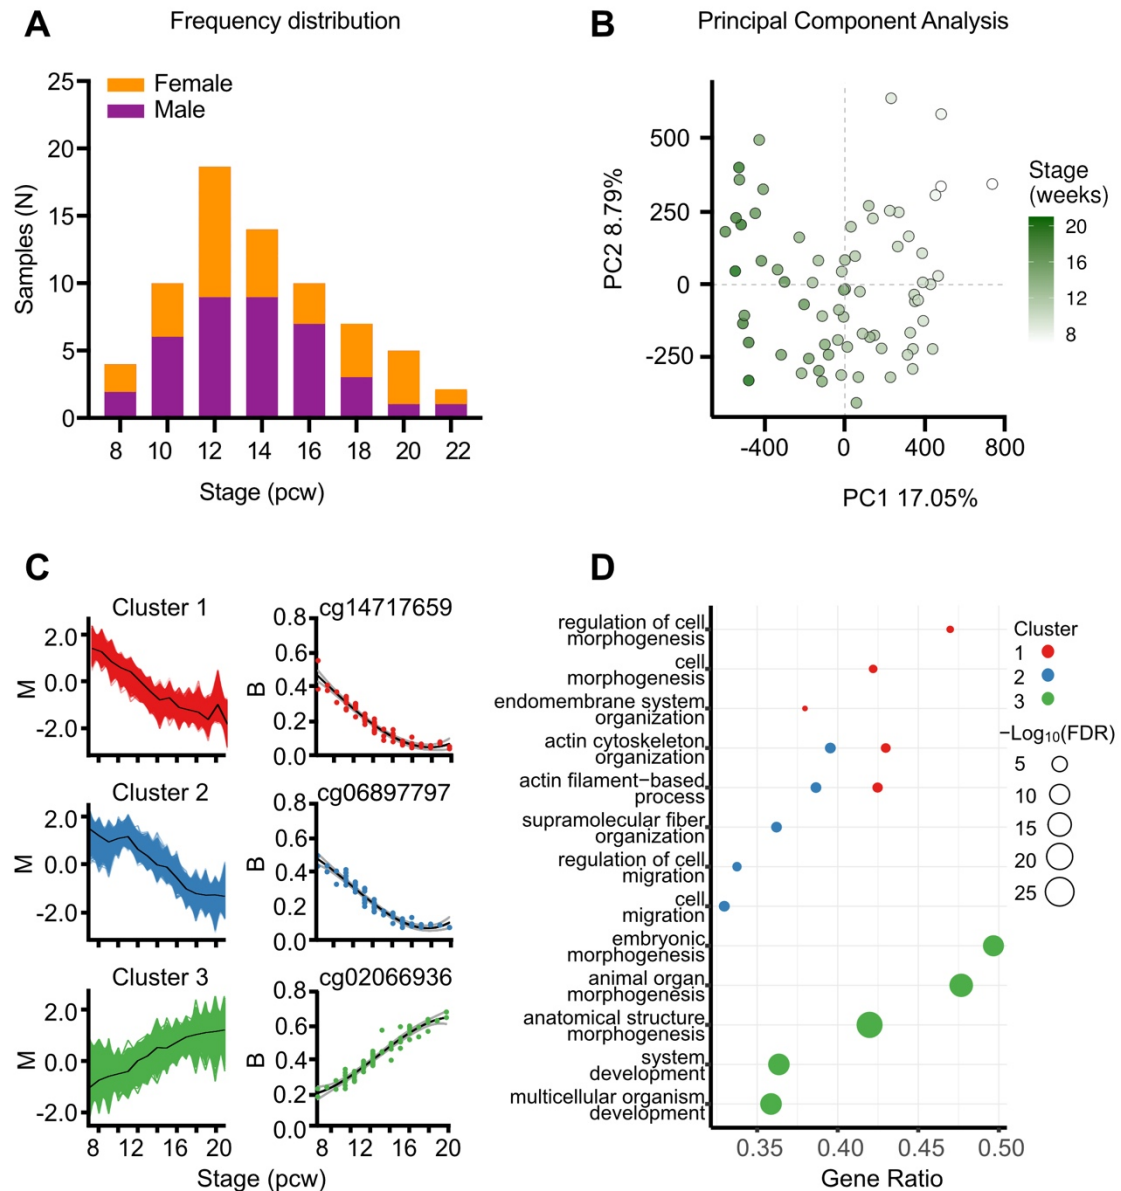 A
Frequency distribution
Female
Male
25
20
15
10
5
0
Samples (N)
8 10 12 14 16 18 20 22
Stage (pcw)
B
Principal Component Analysis
500
250
0
-250
PC2 8.79%
-400 0 400 800
PC1 17.05%
Stage
(weeks)
20
16
12
8
C
Cluster 1
2.0
0.0
-2.0
M
cg14717659
0.8
0.6
0.4
0.2
0.0
B
Cluster 2
2.0
0.0
-2.0
M
cg06897797
0.8
0.6
0.4
0.2
0.0
B
Cluster 3
2.0
0.0
-2.0
M
8 12 16 20
cg02066936
0.8
0.6
0.4
0.2
0.0
B
8 12 16 20
Stage (pcw)
D
regulation of cell
morphogenesis
cell
morphogenesis
endomembrane system
organization
actin cytoskeleton
organization
actin filament−based
process
supramolecular fiber
organization
regulation of cell
migration
cell
migration
embryonic
morphogenesis
animal organ
morphogenesis
anatomical structure
morphogenesis
system
development
multicellular organism
development
0.35 0.40 0.45 0.50
Gene Ratio
Cluster
1
2
3
−Log₁₀(FDR)
5
10
15
20
25